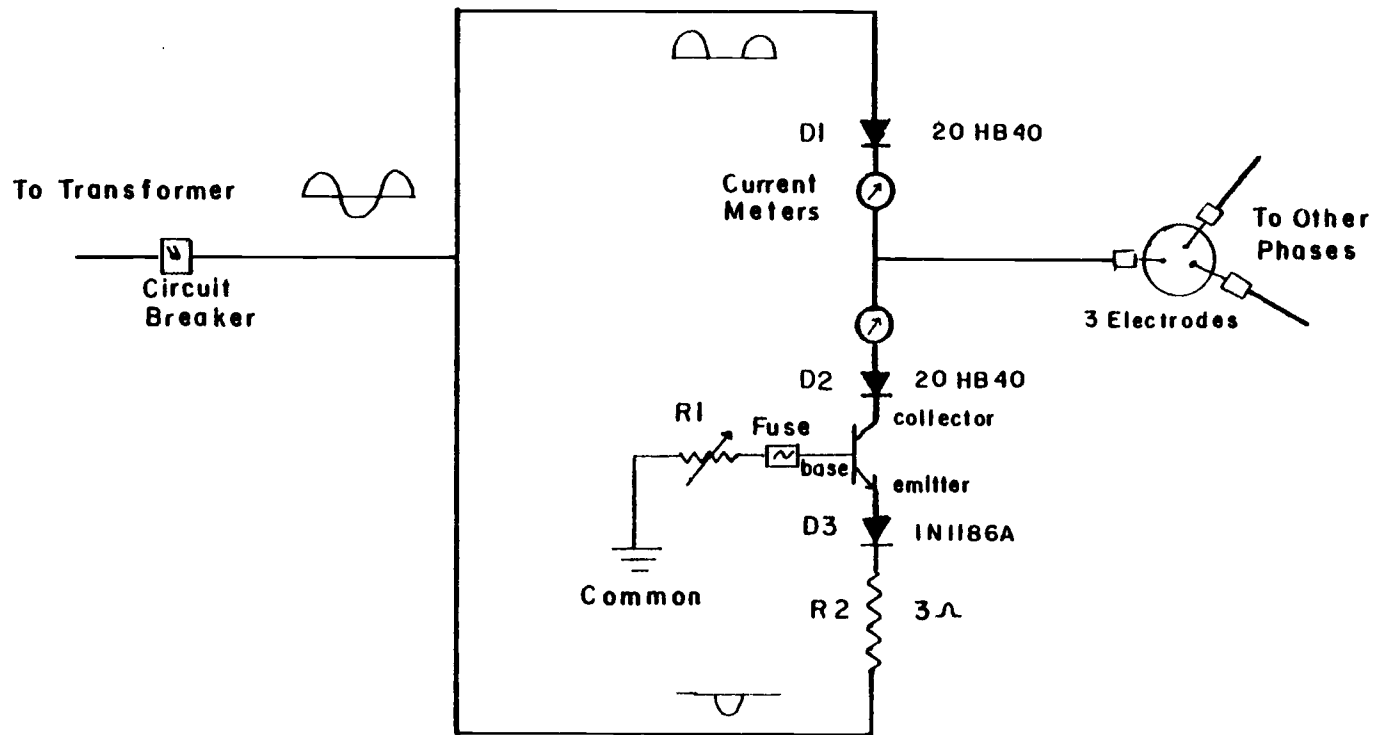 D1
20 HB40
To Transformer
Current
Meters
To Other
Phases
Circuit
Breaker
3 Electrodes
D2
20 HB40
R1
Fuse
collector
base
emitter
D3
1N1186A
Common
R2
3Ω